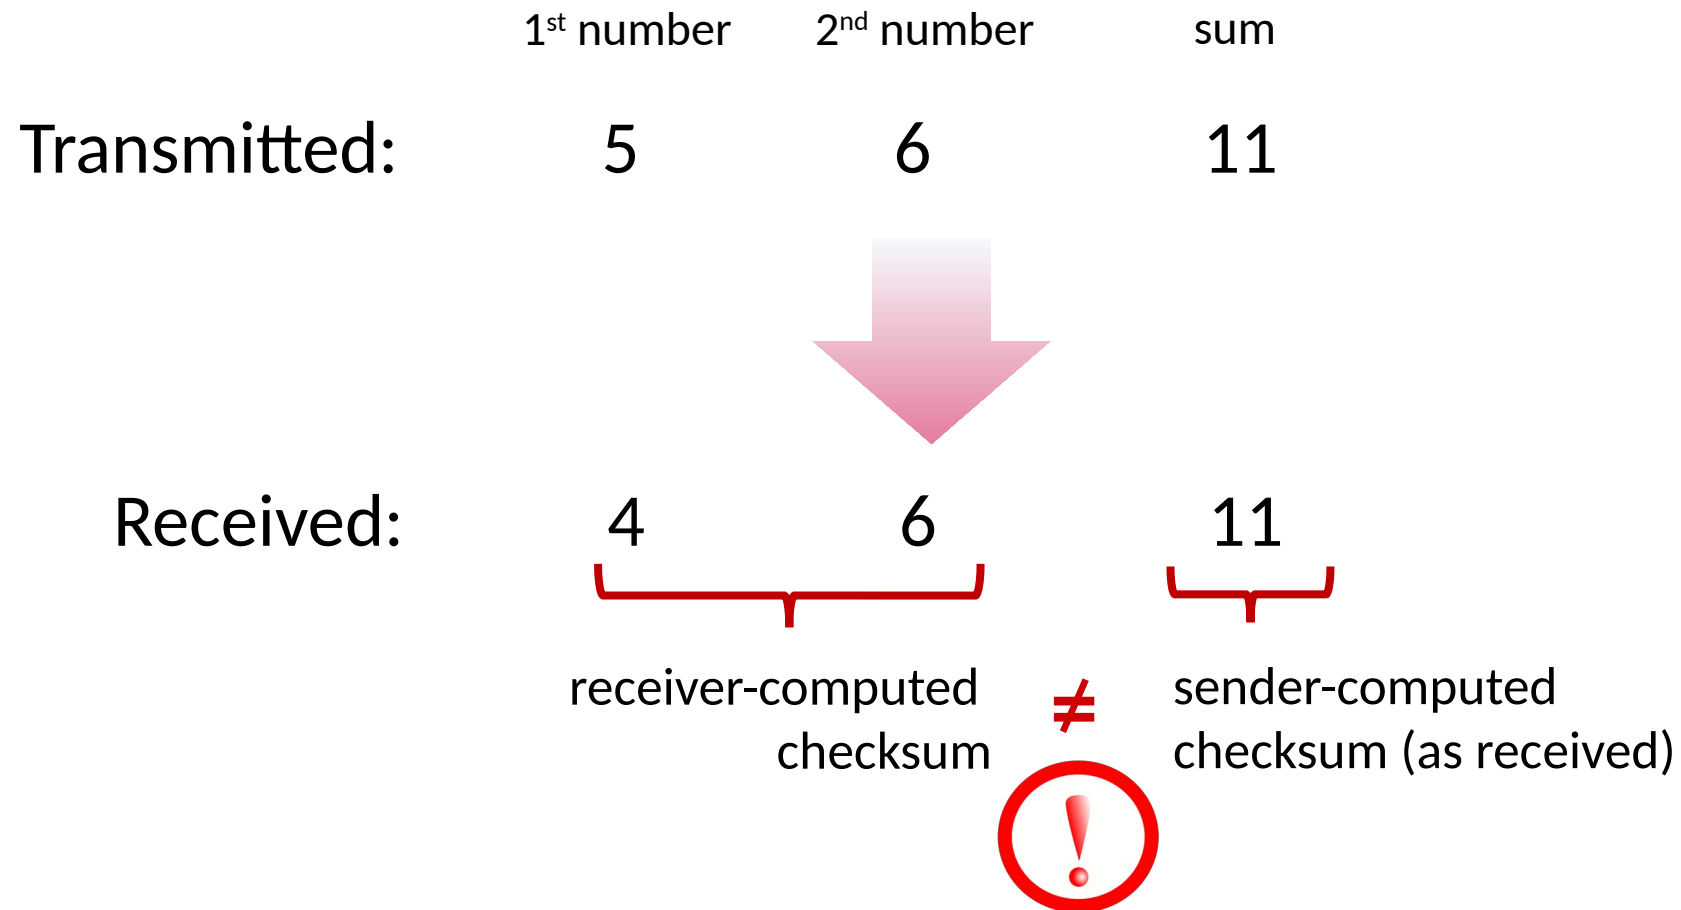 1st number 2nd number sum
Transmitted: 5 6 11
Received: 4 6 11
receiver-computed ≠ sender-computed
checksum checksum (as received)
!